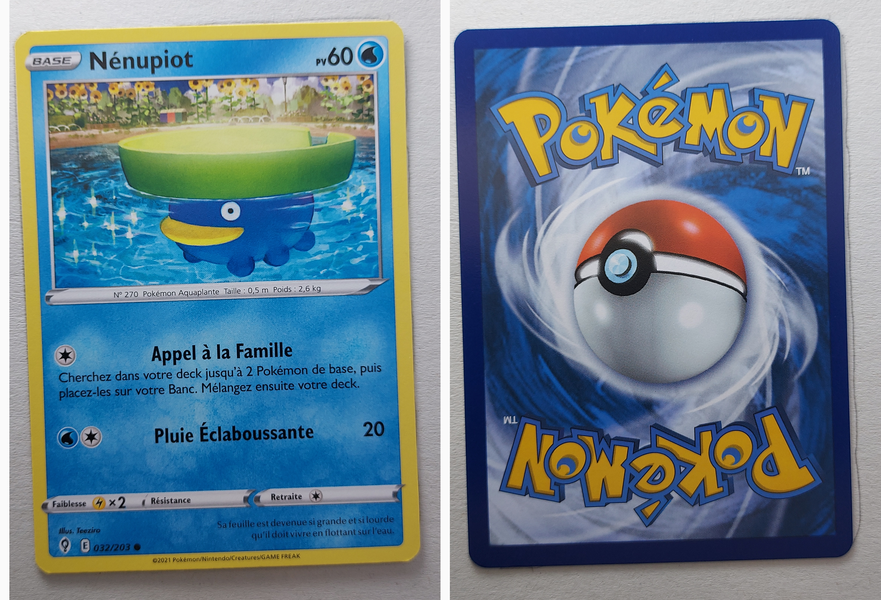 BASE Nénupiot PV60
N° 270 Pokémon Aquaplante Taille : 0,5 m Poids : 2,6 kg
Appel à la Famille
Cherchez dans votre deck jusqu'à 2 Pokémon de base, puis
placez-les sur votre Banc. Mélangez ensuite votre deck.
Pluie Éclaboussante 20
Faiblesse ×2 Résistance Retraite
Illus. Teeziro
Sa feuille est devenue si grande et si lourde
qu'il doit vivre en flottant sur l'eau.
E 032/203
©2021 Pokémon/Nintendo/Creatures/GAME FREAK
POKéMON
TM
POKéMON
TM